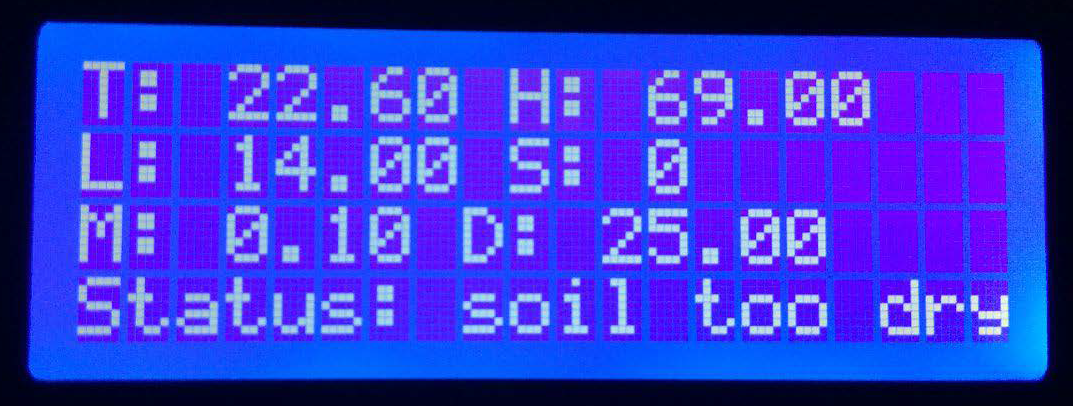 T: 22.60 H: 69.00
L: 14.00 S: 0
M: 0.10 D: 25.00
Status: soil too dry